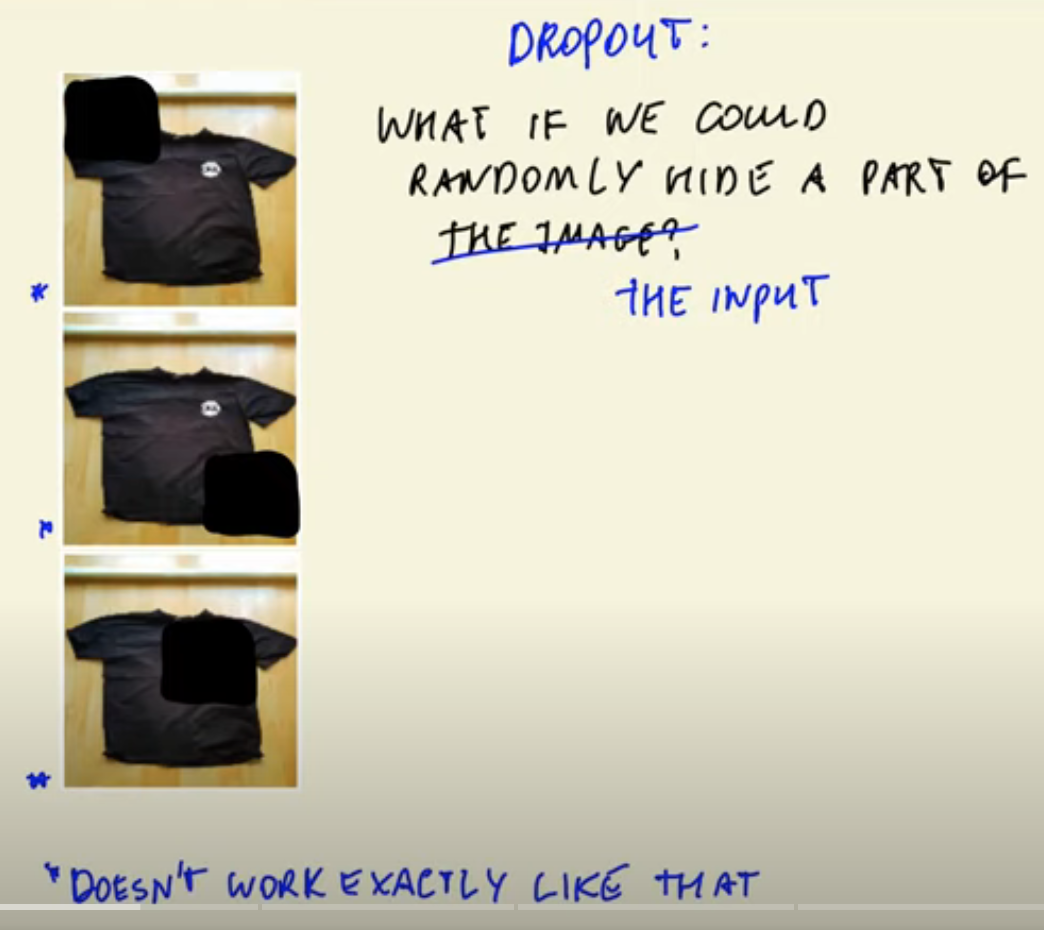 DROPOUT:
WHAT IF WE COULD
RANDOMLY HIDE A PART OF
THE IMAGE?
THE INPUT
*
*
*
* DOESN'T WORK EXACTLY LIKE THAT